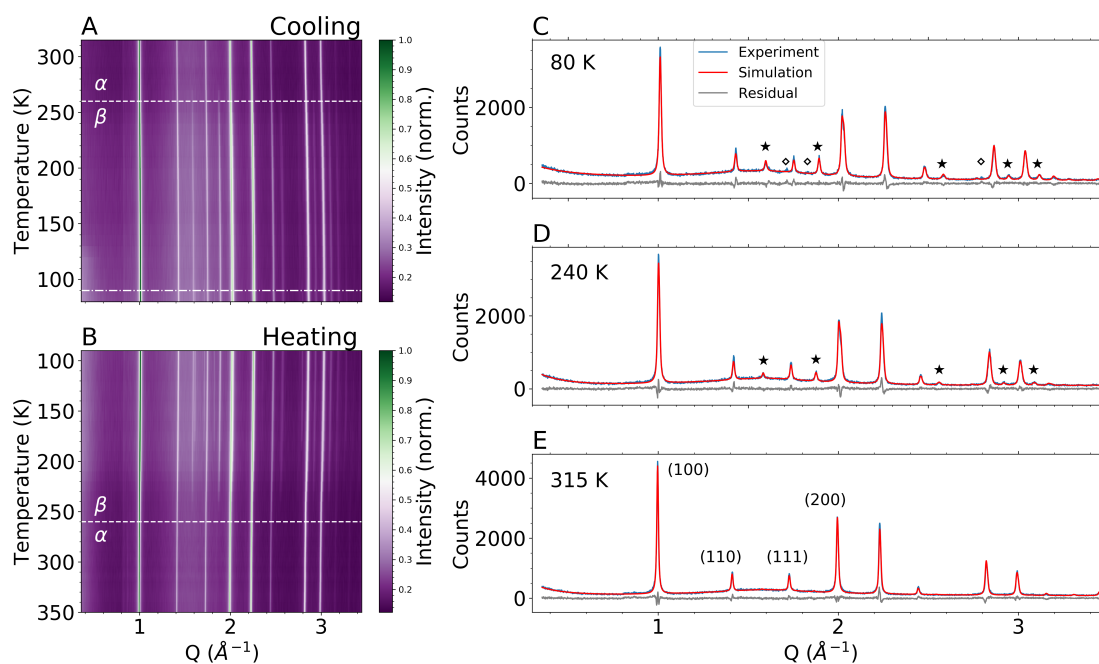 A Cooling
300
250
200
150
100
Temperature (K)
α
β
1.0
0.9
0.8
0.7
0.6
0.5
0.4
0.3
0.2
Intensity (norm.)
B Heating
100
150
200
250
300
350
Temperature (K)
β
α
1 2 3
Q (Å⁻¹)
1.0
0.9
0.8
0.7
0.6
0.5
0.4
0.3
0.2
Intensity (norm.)
C
80 K
Experiment
Simulation
Residual
2000
0
Counts
D
240 K
2000
0
Counts
E
315 K
(100)
(200)
(110) (111)
4000
2000
0
Counts
1 2 3
Q (Å⁻¹)